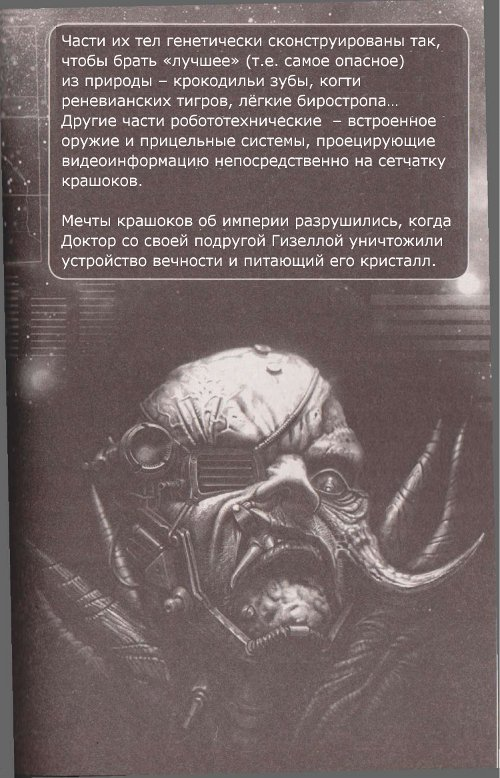 Части их тел генетически сконструированы так,
чтобы брать «лучшее» (т.е. самое опасное)
из природы – крокодильи зубы, когти
реневианских тигров, лёгкие биростропа...
Другие части робототехнические – встроенное
оружие и прицельные системы, проецирующие
видеоинформацию непосредственно на сетчатку
крашоков.
Мечты крашоков об империи разрушились, когда
Доктор со своей подругой Гизеллой уничтожили
устройство вечности и питающий его кристалл.